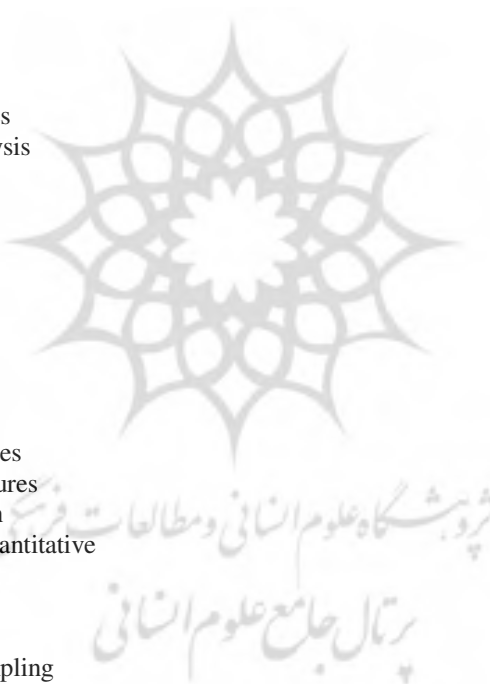 s
ysis
es
ures
n
antitative
پژوهشگاه علوم انسانی و مطالعات فرهنگی
پرتال جامع علوم انسانی
pling